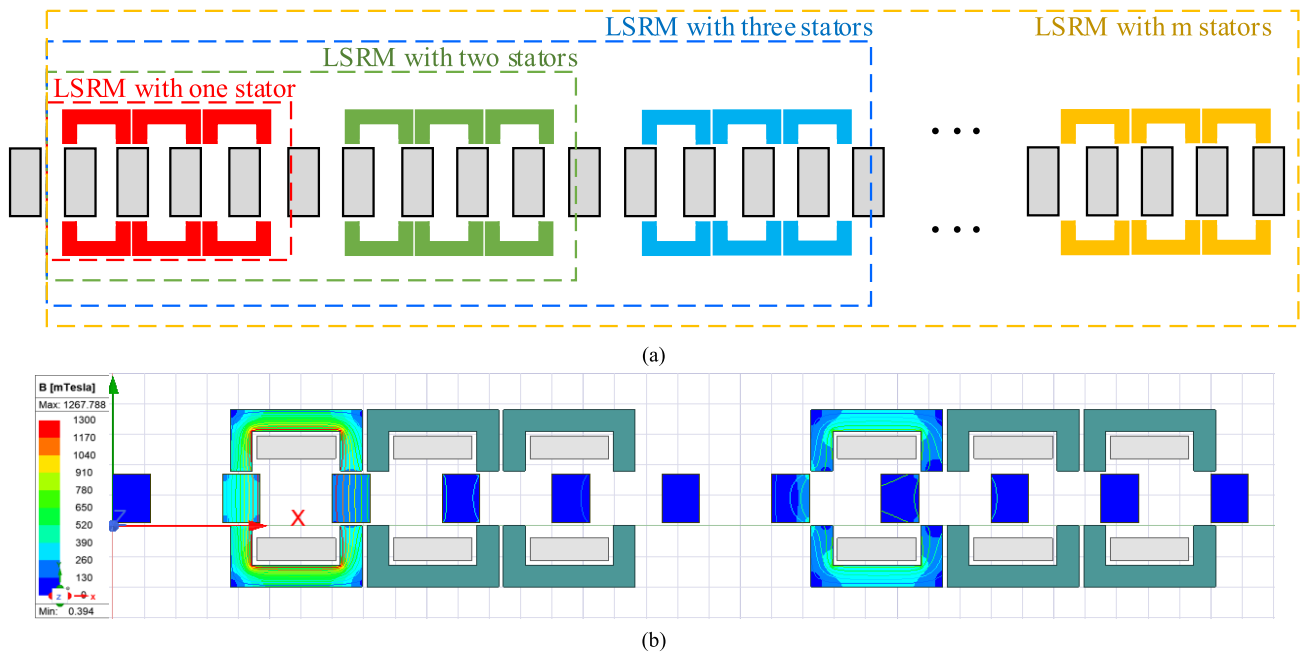 LSRM with three stators
LSRM with m stators
LSRM with two stators
LSRM with one stator
(a)
B [mTesla]
Max: 1267.788
1300
1170
1040
910
780
650
520
390
260
130
0
Min: 0.394
Z
X
z
x
(b)